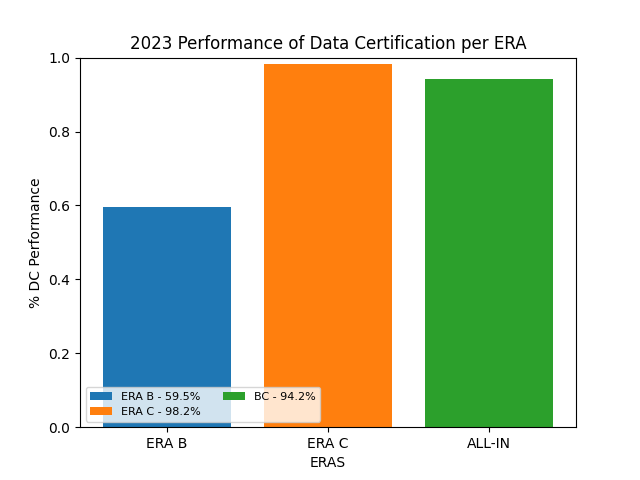 2023 Performance of Data Certification per ERA
% DC Performance
1.0
0.8
0.6
0.4
0.2
0.0
ERA B - 59.5%
ERA C - 98.2%
BC - 94.2%
ERA B
ERA C
ALL-IN
ERAS